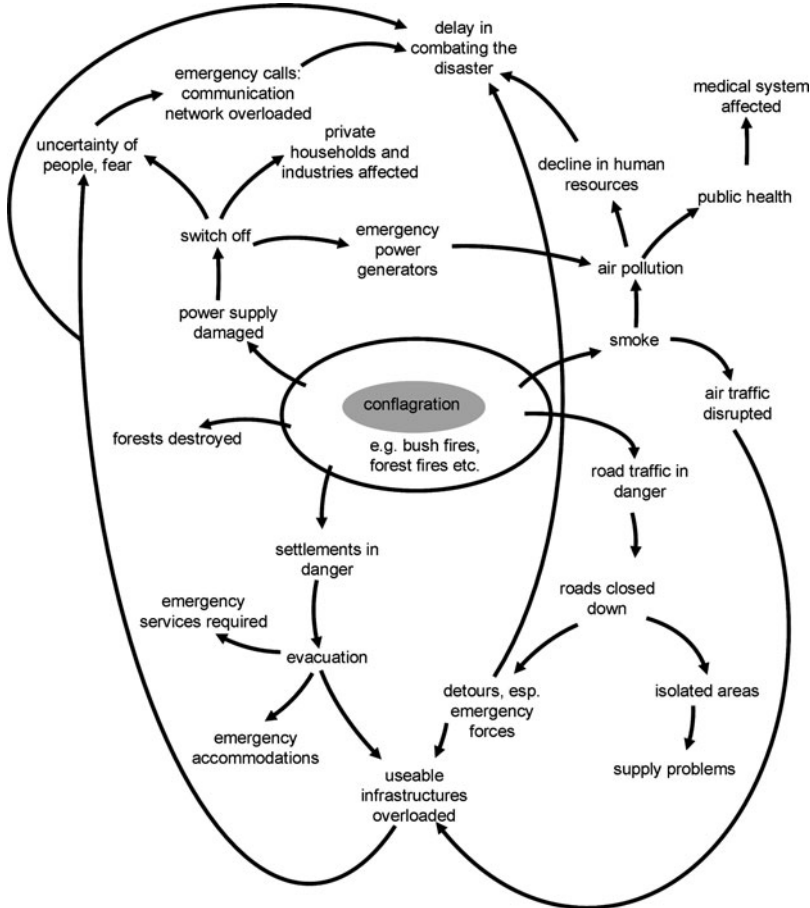 delay in
combating the
disaster
emergency calls:
communication
network overloaded
medical system
affected
uncertainty of
people, fear
private
households and
industries affected
decline in human
resources
public health
switch off
emergency
power
generators
air pollution
power supply
damaged
smoke
air traffic
disrupted
conflagration
e.g. bush fires,
forest fires etc.
forests destroyed
road traffic in
danger
settlements in
danger
roads closed
down
emergency
services required
evacuation
detours, esp.
emergency
forces
isolated areas
emergency
accommodations
supply problems
useable
infrastructures
overloaded